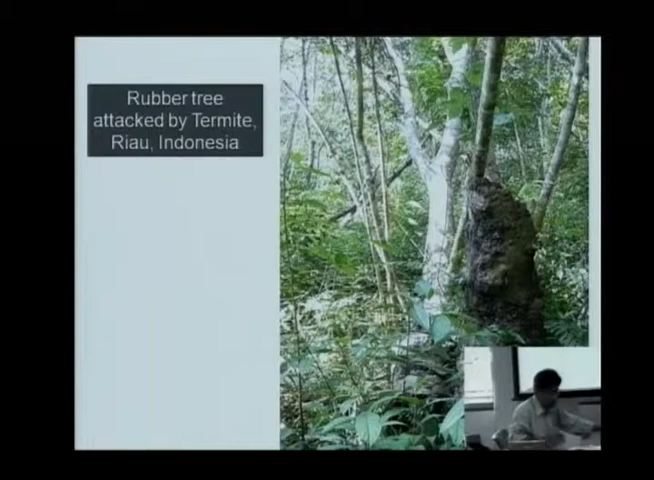 Rubber tree
attacked by Termite,
Riau, Indonesia